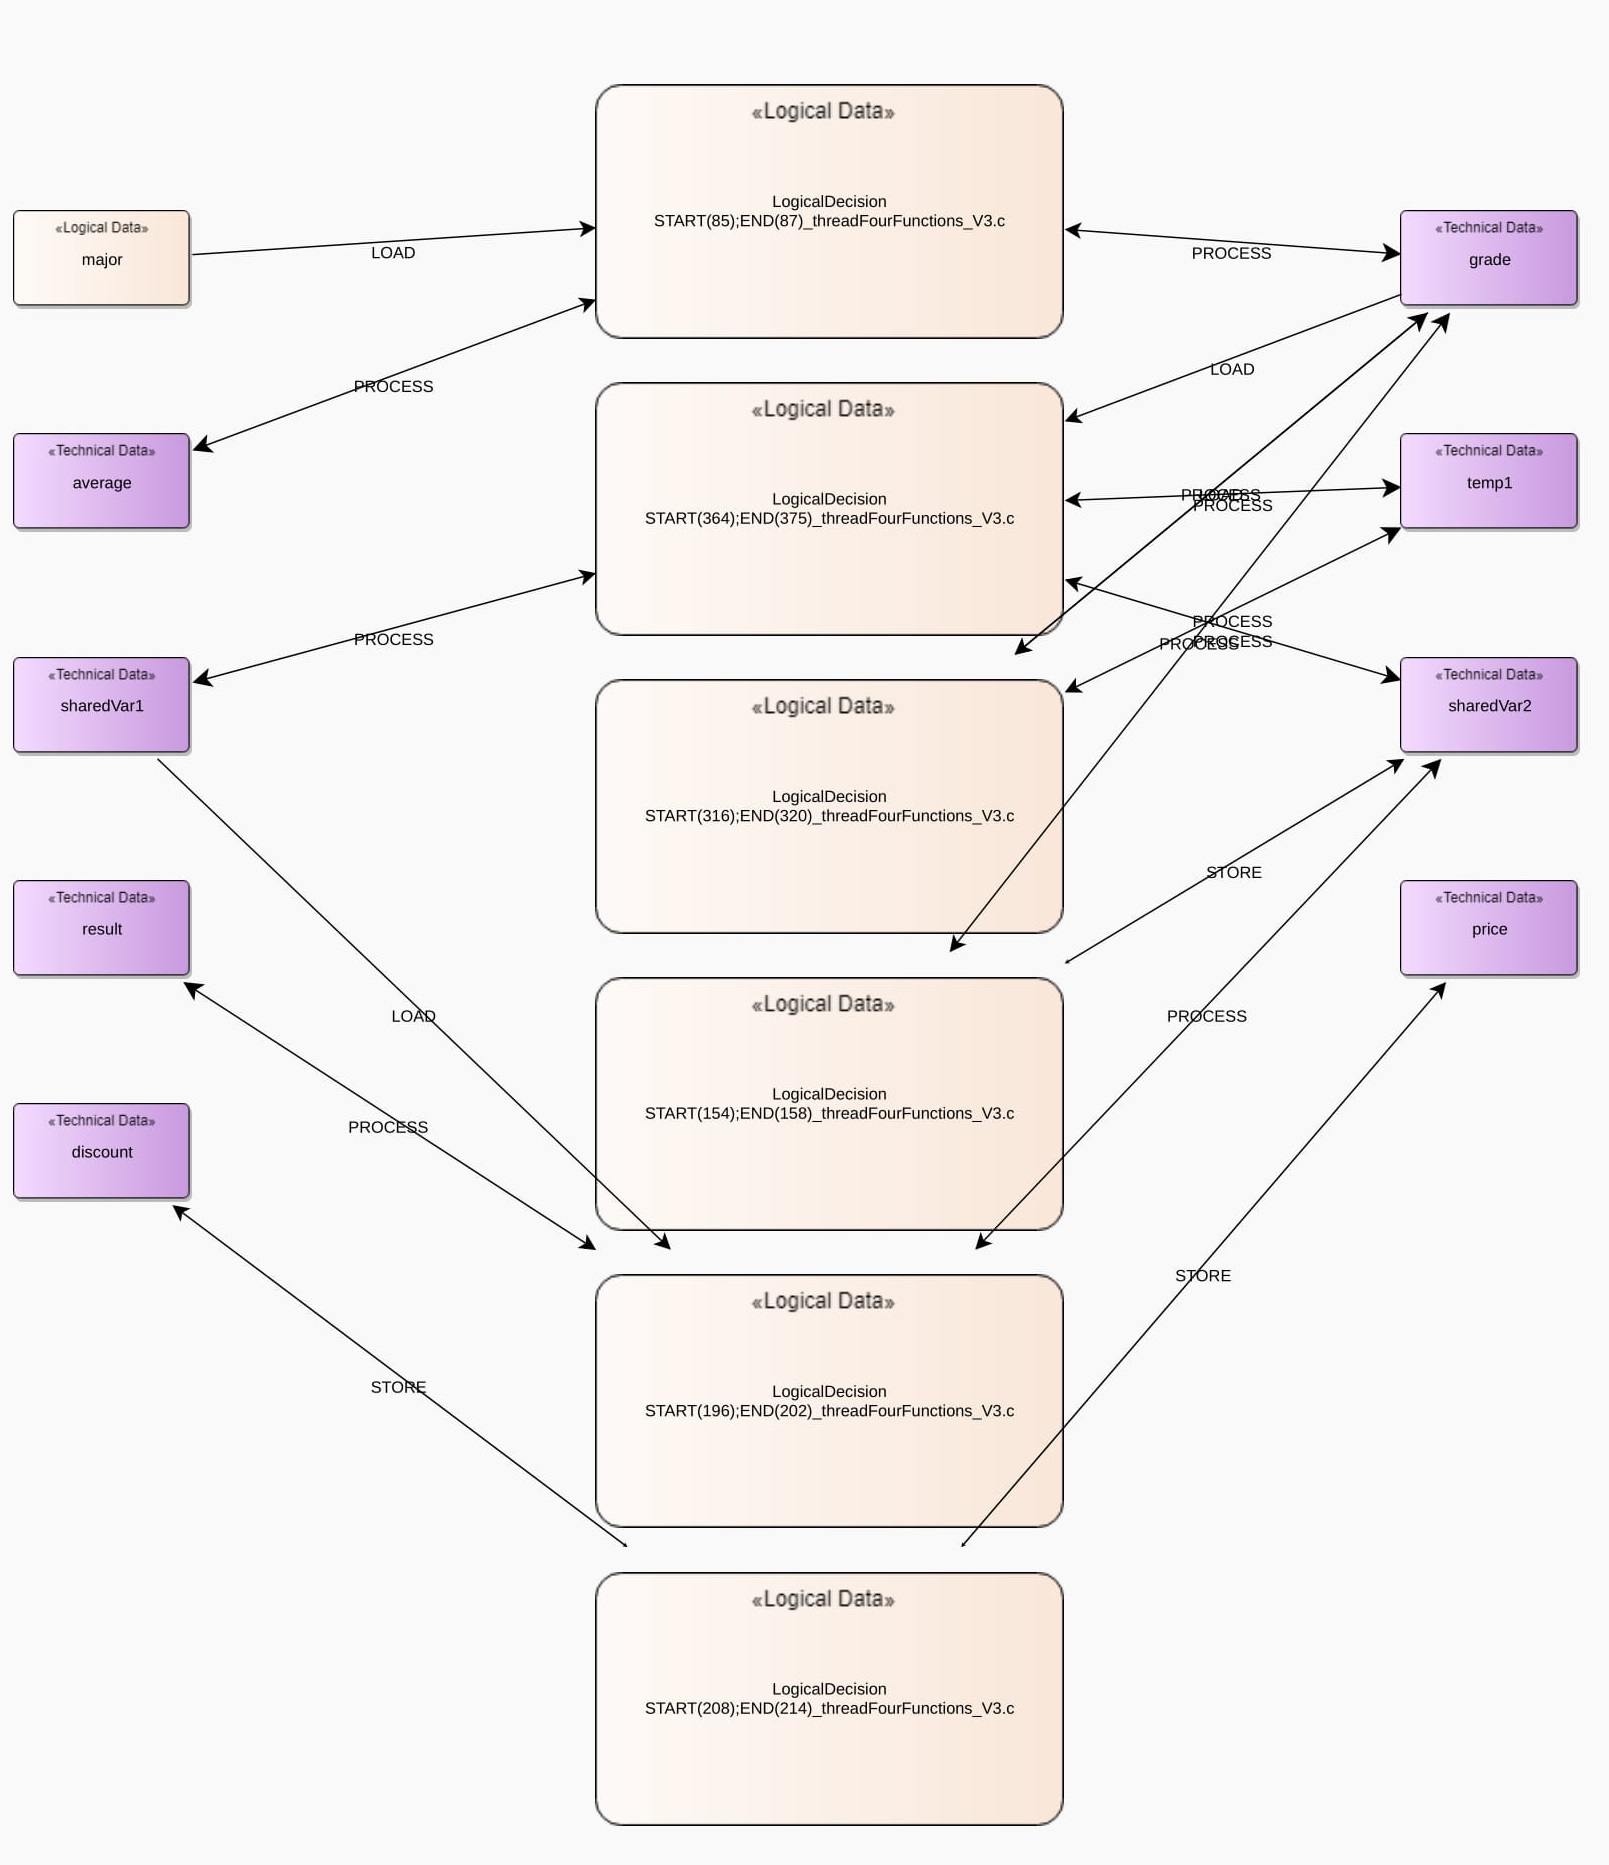 «Logical Data»
LogicalDecision
START(85);END(87)_threadFourFunctions_V3.c
«Logical Data»
major
LOAD
PROCESS
«Technical Data»
grade
PROCESS
LOAD
«Logical Data»
LogicalDecision
START(364);END(375)_threadFourFunctions_V3.c
«Technical Data»
average
«Technical Data»
temp1
PROCESS
LOAD
PROCESS
PROCESS
PROCESS
PROCESS
PROCESS
«Technical Data»
sharedVar1
«Logical Data»
LogicalDecision
START(316);END(320)_threadFourFunctions_V3.c
«Technical Data»
sharedVar2
STORE
«Technical Data»
result
«Technical Data»
price
LOAD
PROCESS
«Logical Data»
LogicalDecision
START(154);END(158)_threadFourFunctions_V3.c
PROCESS
«Technical Data»
discount
STORE
«Logical Data»
LogicalDecision
START(196);END(202)_threadFourFunctions_V3.c
STORE
«Logical Data»
LogicalDecision
START(208);END(214)_threadFourFunctions_V3.c